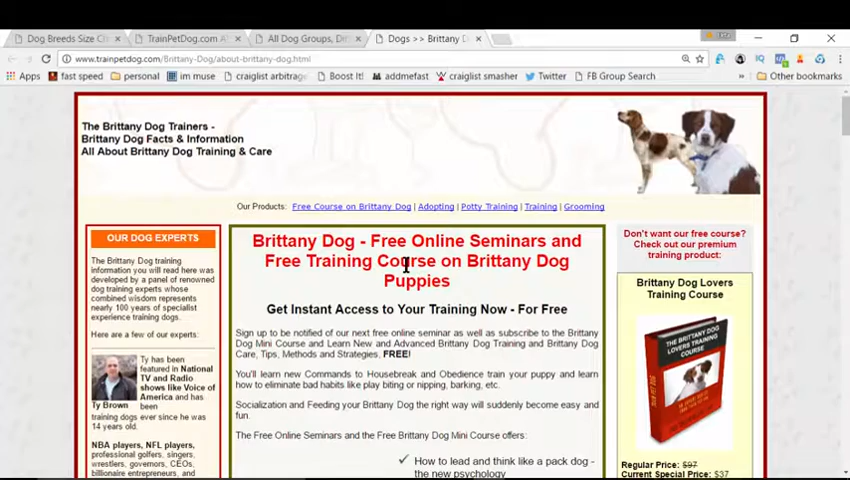 Dog Breeds Size Ch
TrainPetDog.com A
All Dog Groups, Di
Dogs >> Brittany D
www.trainpetdog.com/Brittany-Dog/about-brittany-dog.html
Apps
fast speed
personal
im muse
craiglist arbitrage
Boost It!
addmefast
craiglist smasher
Twitter
FB Group Search
»
Other bookmarks
The Brittany Dog Trainers -
Brittany Dog Facts & Information
All About Brittany Dog Training & Care
Our Products: Free Course on Brittany Dog | Adopting | Potty Training | Training | Grooming
OUR DOG EXPERTS
The Brittany Dog training
information you will read here was
developed by a panel of renowned
dog training experts whose
combined wisdom represents
nearly 100 years of specialist
experience training dogs.
Here are a few of our experts:
Ty has been
featured in National
TV and Radio
shows like Voice of
America and has
been
Ty Brown
training dogs ever since he was
14 years old.
NBA players, NFL players,
professional golfers, singers,
wrestlers, governors, CEOs,
billionaire entrepreneurs, and
Brittany Dog - Free Online Seminars and
Free Training Course on Brittany Dog
Puppies
Get Instant Access to Your Training Now - For Free
Sign up to be notified of our next free online seminar as well as subscribe to the Brittany
Dog Mini Course and Learn New and Advanced Brittany Dog Training and Brittany Dog
Care, Tips, Methods and Strategies, FREE!
You'll learn new Commands to Housebreak and Obedience train your puppy and learn
how to eliminate bad habits like play biting or nipping, barking, etc.
Socialization and Feeding your Brittany Dog the right way will suddenly become easy and
fun.
The Free Online Seminars and the Free Brittany Dog Mini Course offers:
How to lead and think like a pack dog -
the new psychology
Don't want our free course?
Check out our premium
training product:
Brittany Dog Lovers
Training Course
THE BRITTANY DOG
LOVERS TRAINING
COURSE
Regular Price: $97
Current Special Price: $37